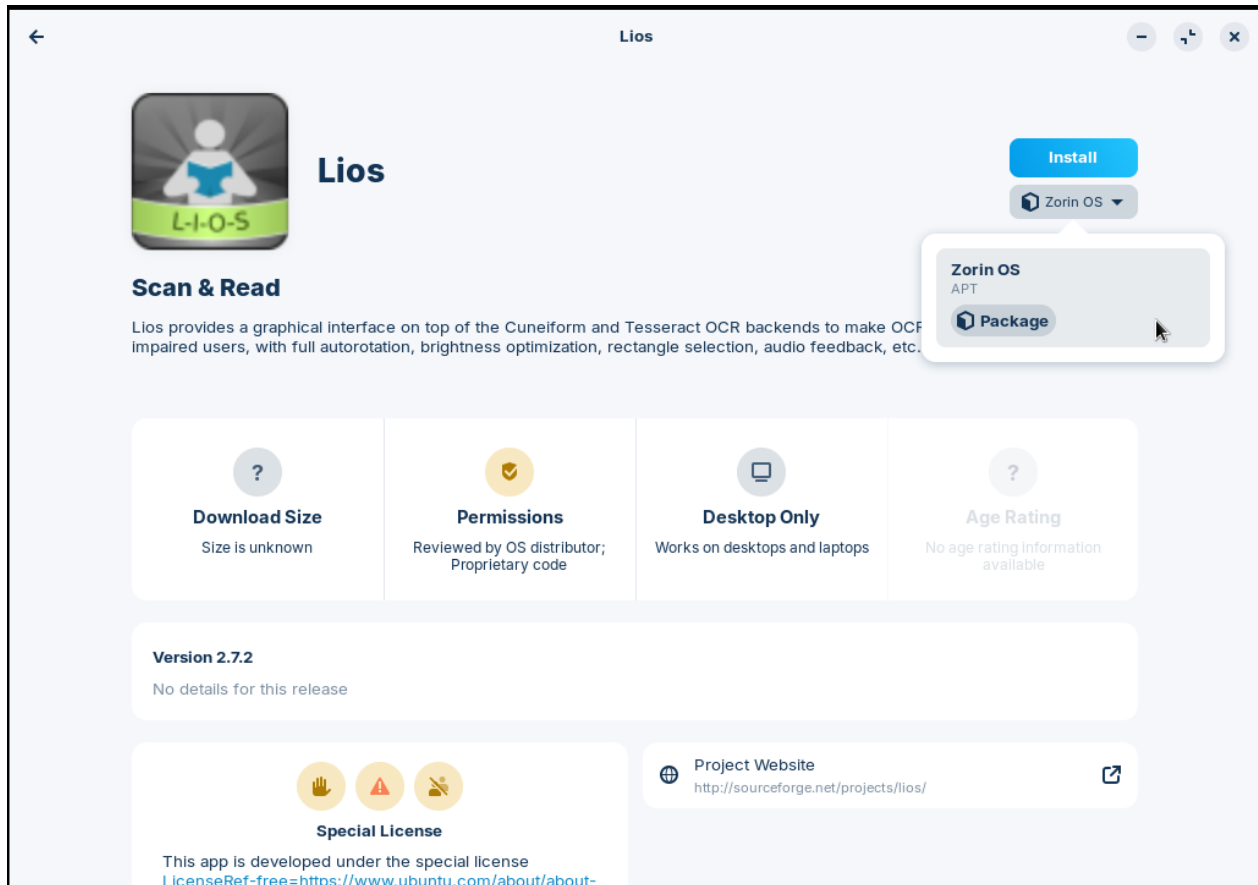 Lios
L-I-O-S
Lios
Install
Zorin OS
Zorin OS
APT
Package
Scan & Read
Lios provides a graphical interface on top of the Cuneiform and Tesseract OCR backends to make OCR
impaired users, with full autorotation, brightness optimization, rectangle selection, audio feedback, etc.
?
Download Size
Size is unknown
Permissions
Reviewed by OS distributor;
Proprietary code
Desktop Only
Works on desktops and laptops
?
Age Rating
No age rating information
available
Version 2.7.2
No details for this release
Special License
This app is developed under the special license
LicenseRef-free=https://www.ubuntu.com/about/about-
Project Website
http://sourceforge.net/projects/lios/